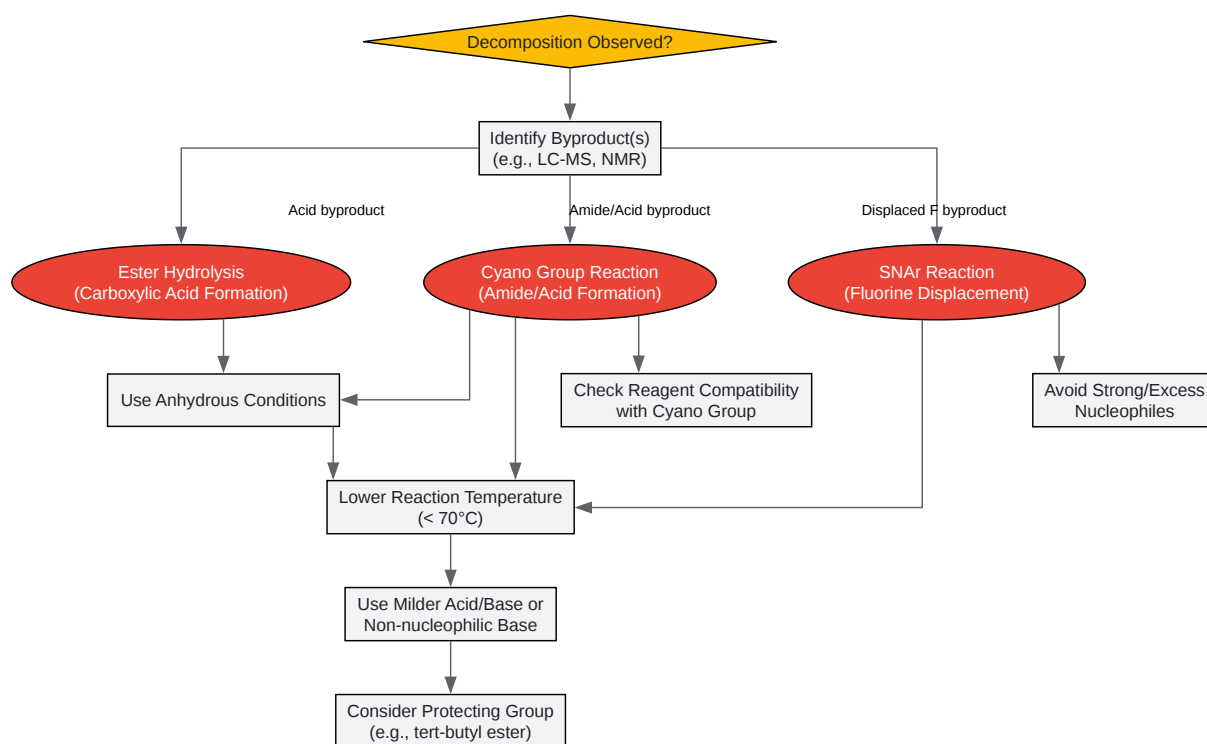 Decomposition Observed?
Identify Byproduct(s)
(e.g., LC-MS, NMR)
Acid byproduct
Amide/Acid byproduct
Displaced F byproduct
Ester Hydrolysis
(Carboxylic Acid Formation)
Cyano Group Reaction
(Amide/Acid Formation)
SNAr Reaction
(Fluorine Displacement)
Use Anhydrous Conditions
Check Reagent Compatibility
with Cyano Group
Avoid Strong/Excess
Nucleophiles
Lower Reaction Temperature
(< 70°C)
Use Milder Acid/Base or
Non-nucleophilic Base
Consider Protecting Group
(e.g., tert-butyl ester)